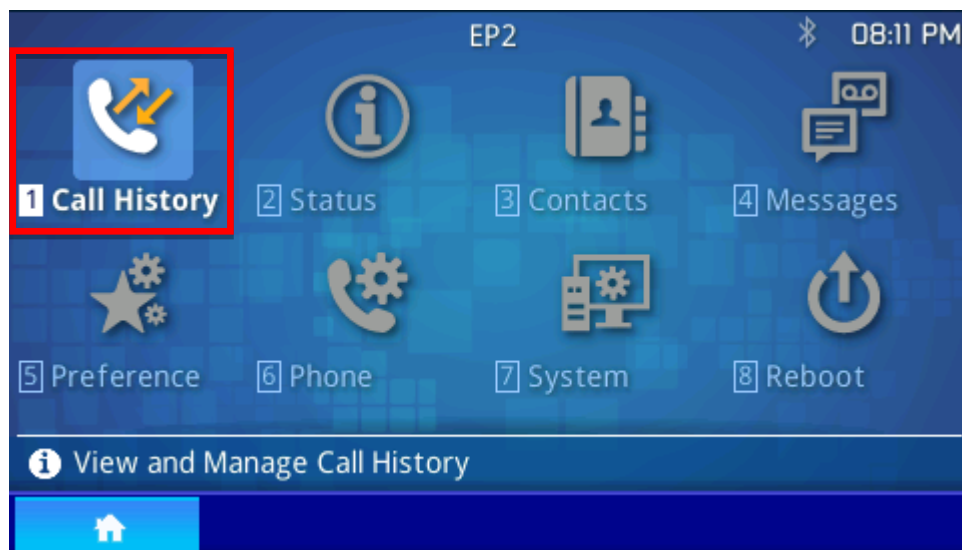 EP2 08:11 PM
1 Call History 2 Status 3 Contacts 4 Messages
5 Preference 6 Phone 7 System 8 Reboot
View and Manage Call History